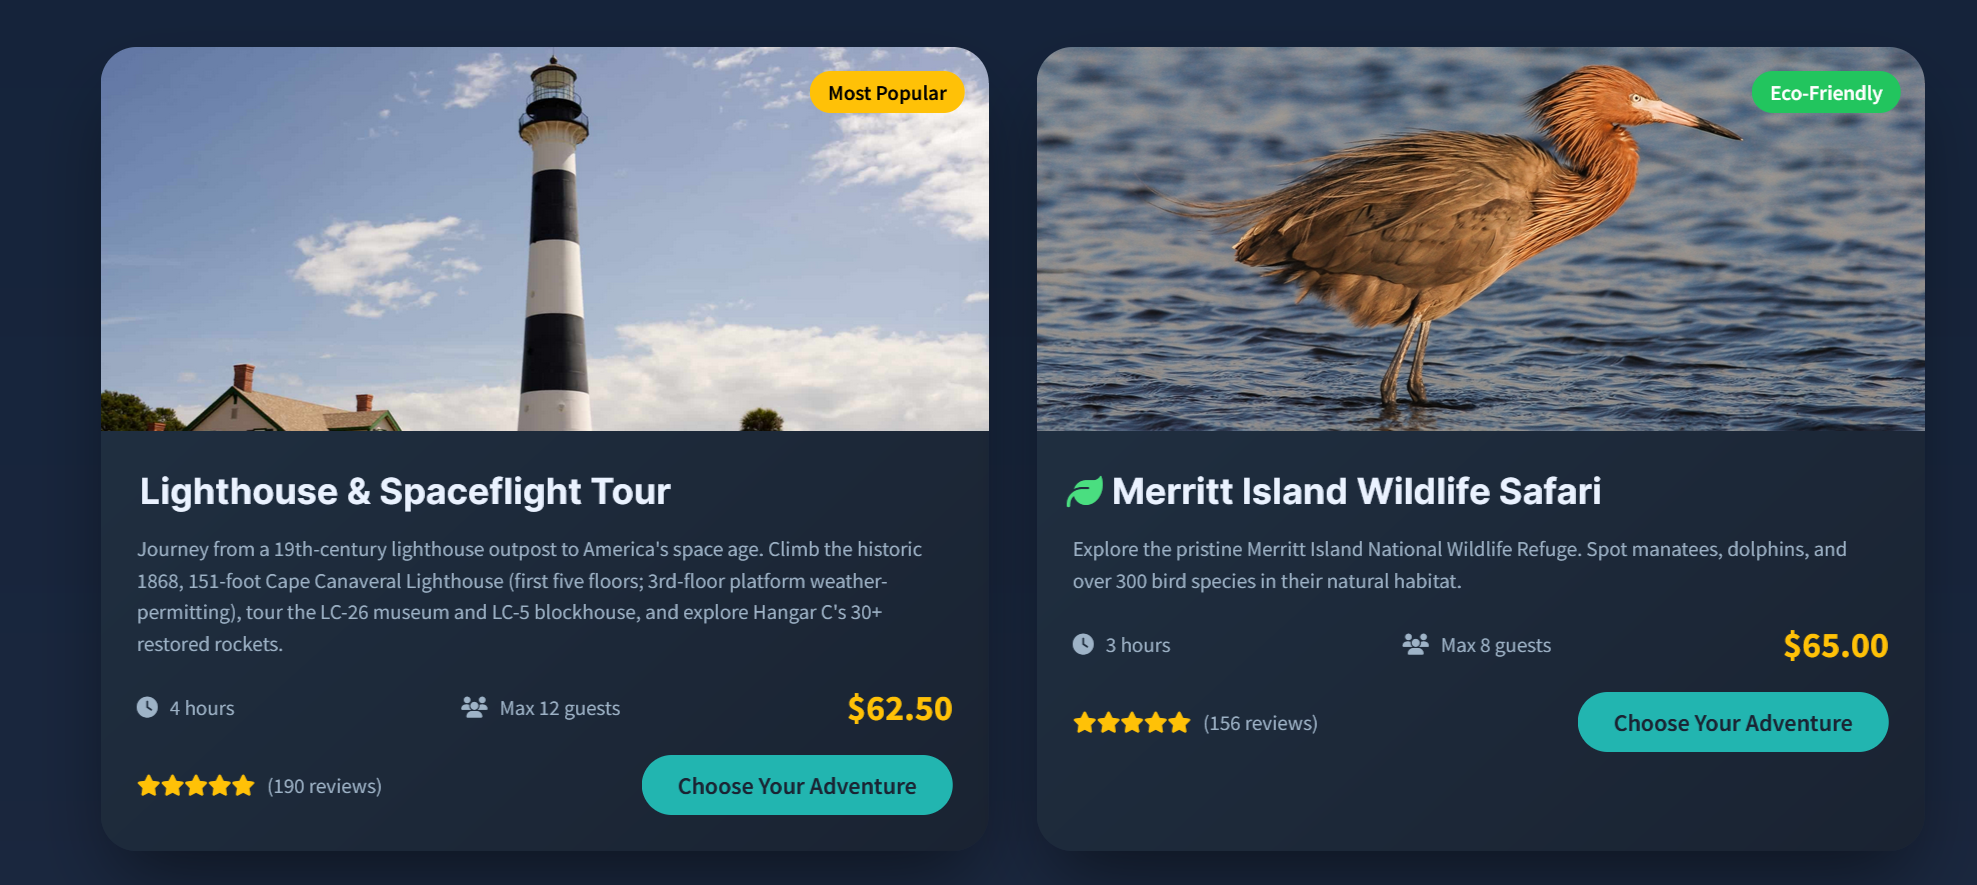 Most Popular
Lighthouse & Spaceflight Tour
Journey from a 19th-century lighthouse outpost to America's space age. Climb the historic
1868, 151-foot Cape Canaveral Lighthouse (first five floors; 3rd-floor platform weather-
permitting), tour the LC-26 museum and LC-5 blockhouse, and explore Hangar C's 30+
restored rockets.
4 hours
Max 12 guests
$62.50
(190 reviews)
Choose Your Adventure
Eco-Friendly
Merritt Island Wildlife Safari
Explore the pristine Merritt Island National Wildlife Refuge. Spot manatees, dolphins, and
over 300 bird species in their natural habitat.
3 hours
Max 8 guests
$65.00
(156 reviews)
Choose Your Adventure